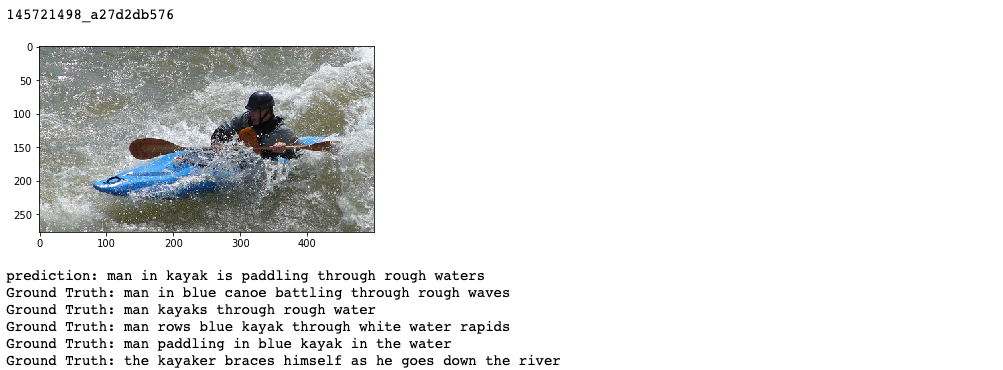 145721498_a27d2db576
0
50
100
150
200
250
0 100 200 300 400
prediction: man in kayak is paddling through rough waters
Ground Truth: man in blue canoe battling through rough waves
Ground Truth: man kayaks through rough water
Ground Truth: man rows blue kayak through white water rapids
Ground Truth: man paddling in blue kayak in the water
Ground Truth: the kayaker braces himself as he goes down the river